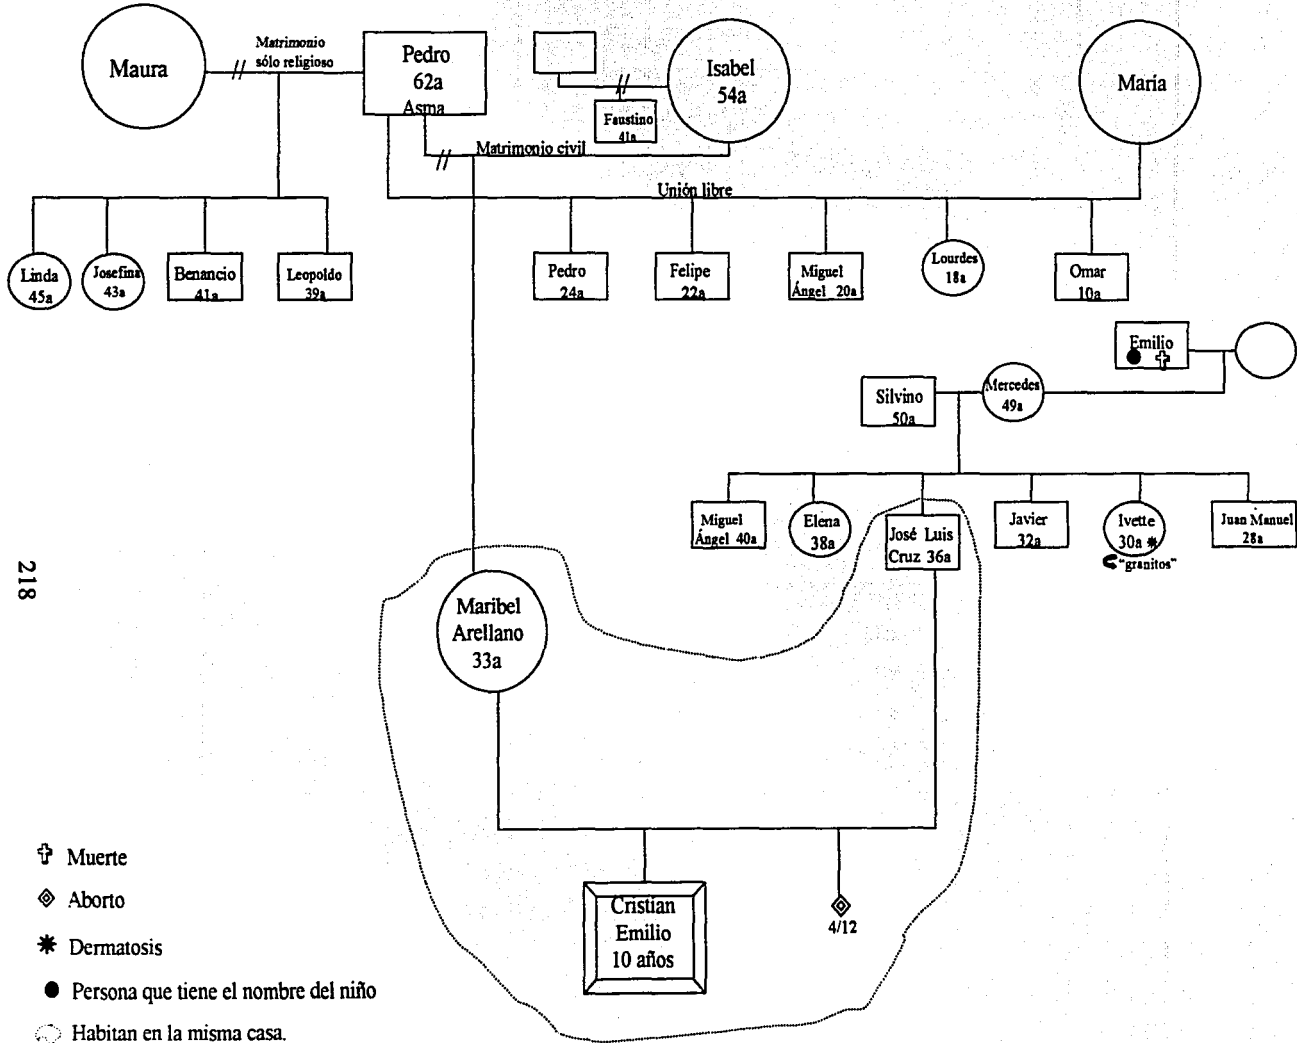 Maura
Matrimonio
sólo religioso
Pedro
62a
Asma
Faustino
41a
Isabel
54a
María
Matrimonio civil
Unión libre
Linda
45a
Josefina
43a
Benancio
41a
Leopoldo
39a
Pedro
24a
Felipe
22a
Miguel
Ángel 20a
Lourdes
18a
Omar
10a
Emilio
Silvino
50a
Mercedes
49a
Miguel
Ángel 40a
Elena
38a
José Luis
Cruz 36a
Javier
32a
Ivette
30a
"granitos"
Juan Manuel
28a
218
Maribel
Arellano
33a
Cristian
Emilio
10 años
4/12
Muerte
Aborto
Dermatosis
Persona que tiene el nombre del niño
Habitan en la misma casa.